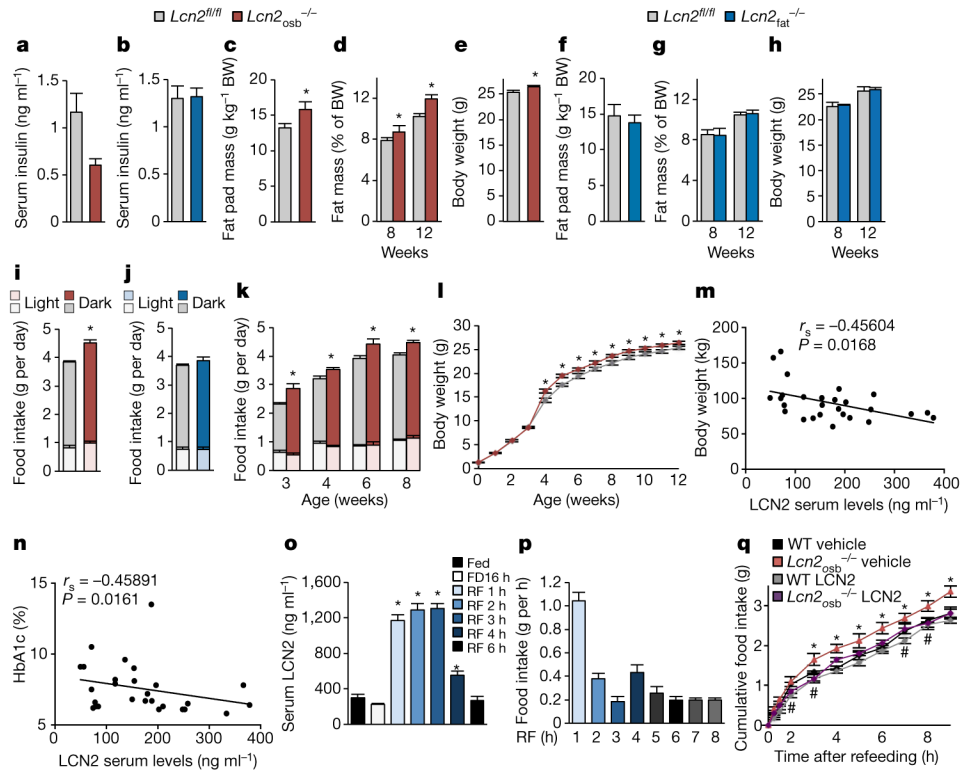 Lcn2fl/fl Lcn2osb−/−
Lcn2fl/fl Lcn2fat−/−
a
Serum insulin (ng ml−1)
1.5
1.0
0.5
0
b
Serum insulin (ng ml−1)
1.5
1.0
0.5
0
c
Fat pad mass (g kg−1 BW)
20
15
10
5
0
*
d
Fat mass (% of BW)
12
8
4
0
* *
8 12
Weeks
e
Body weight (g)
25
20
15
10
5
0
*
f
Fat pad mass (g kg−1 BW)
20
15
10
5
0
g
Fat mass (% of BW)
12
8
4
0
8 12
Weeks
h
Body weight (g)
25
20
15
10
5
0
8 12
Weeks
i
Light Dark
Food intake (g per day)
5
4
3
2
1
0
*
j
Light Dark
Food intake (g per day)
5
4
3
2
1
0
k
Food intake (g per day)
5
4
3
2
1
0
* * * *
3 4 6 8
Age (weeks)
l
Body weight (g)
30
25
20
15
10
5
0
* * * * * * * * *
0 2 4 6 8 10 12
Age (weeks)
m
rs = −0.45604
P = 0.0168
Body weight (kg)
200
150
100
50
0
0 100 200 300 400
LCN2 serum levels (ng ml−1)
n
rs = −0.45891
P = 0.0161
HbA1c (%)
15
10
5
0 100 200 300 400
LCN2 serum levels (ng ml−1)
o
Fed
FD16 h
RF 1 h
RF 2 h
RF 3 h
RF 4 h
RF 6 h
Serum LCN2 (ng ml−1)
1,600
1,200
800
400
0
* * * *
p
Food intake (g per h)
1.2
1.0
0.8
0.6
0.4
0.2
0
RF (h) 1 2 3 4 5 6 7 8
q
WT vehicle
Lcn2osb−/− vehicle
WT LCN2
Lcn2osb−/− LCN2
Cumulative food intake (g)
3
2
1
0
* * * * * * *
# # # #
0 2 4 6 8
Time after refeeding (h)